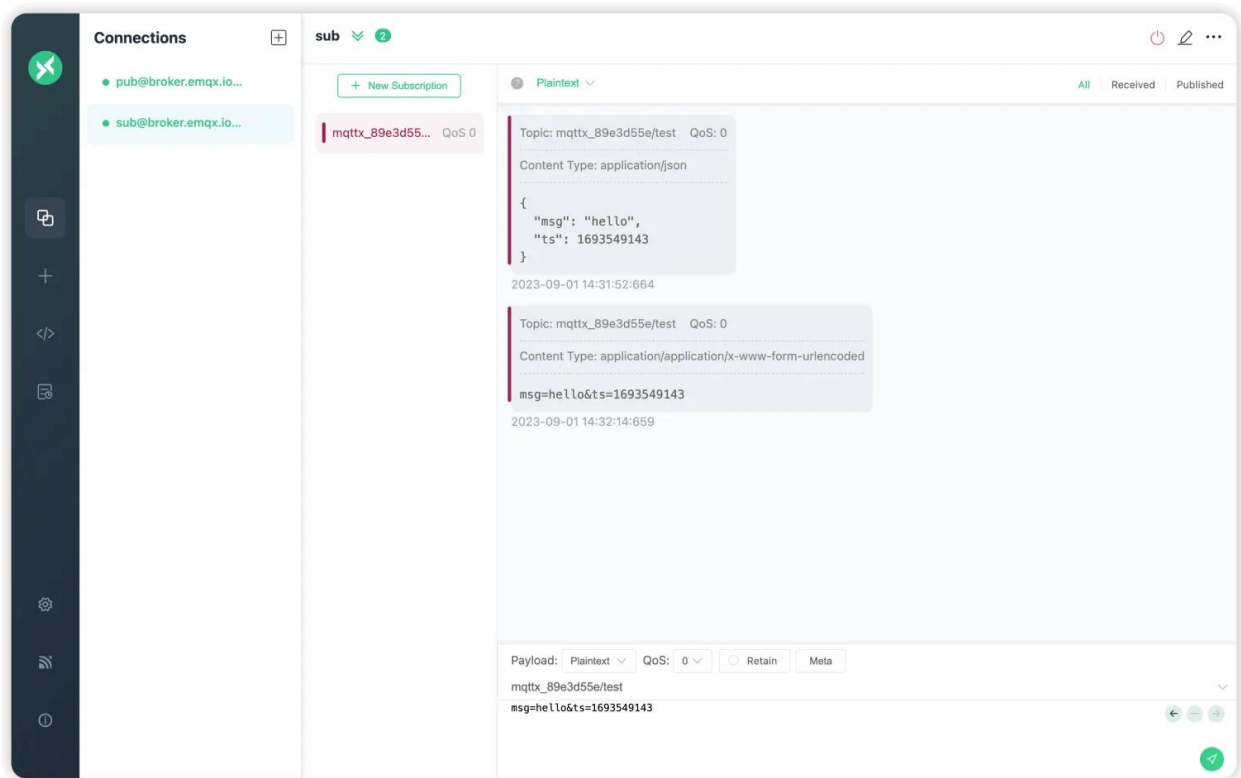 Connections
pub@broker.emqx.io...
sub@broker.emqx.io...
sub 2
+ New Subscription
mqttx_89e3d55... QoS 0
Plaintext
All Received Published
Topic: mqttx_89e3d55e/test QoS: 0
Content Type: application/json
{
"msg": "hello",
"ts": 1693549143
}
2023-09-01 14:31:52:664
Topic: mqttx_89e3d55e/test QoS: 0
Content Type: application/application/x-www-form-urlencoded
msg=hello&ts=1693549143
2023-09-01 14:32:14:659
Payload: Plaintext QoS: 0 Retain Meta
mqttx_89e3d55e/test
msg=hello&ts=1693549143